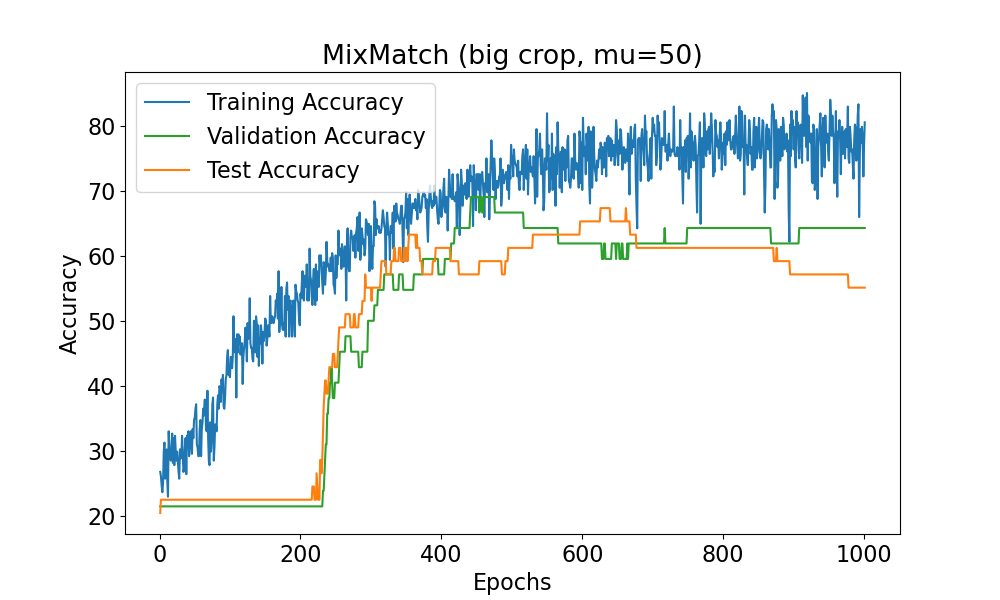 MixMatch (big crop, mu=50)
Training Accuracy
Validation Accuracy
Test Accuracy
Accuracy
80
70
60
50
40
30
20
0 200 400 600 800 1000
Epochs